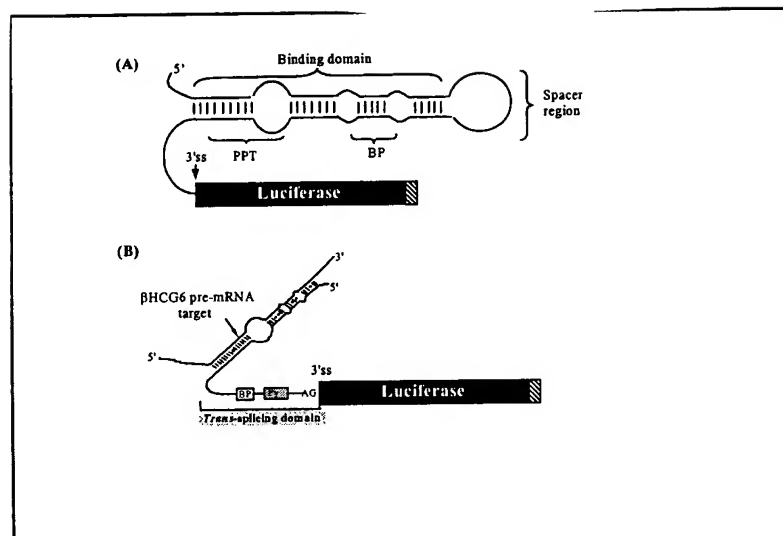 (A)
5'
Binding domain
Spacer
region
PPT
BP
3'ss
Luciferase
(B)
3'
5'
βHCG6 pre-mRNA
target
5'
3'ss
BP
AG
Luciferase
Trans-splicing domain